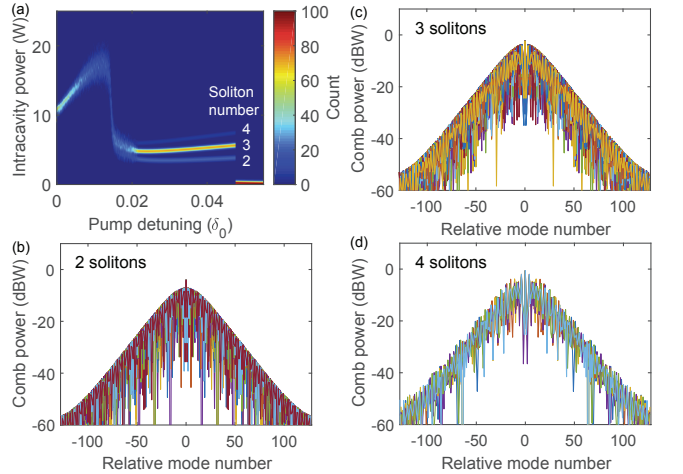 (a)
Intracavity power (W)
20
10
0
0
0.02
0.04
Pump detuning (δ0)
Soliton
number
4
3
2
100
80
60
40
20
0
Count
(b)
2 solitons
Comb power (dBW)
0
-20
-40
-60
-100
-50
0
50
100
Relative mode number
(c)
3 solitons
Comb power (dBW)
0
-20
-40
-60
-100
-50
0
50
100
Relative mode number
(d)
4 solitons
Comb power (dBW)
0
-20
-40
-60
-100
-50
0
50
100
Relative mode number